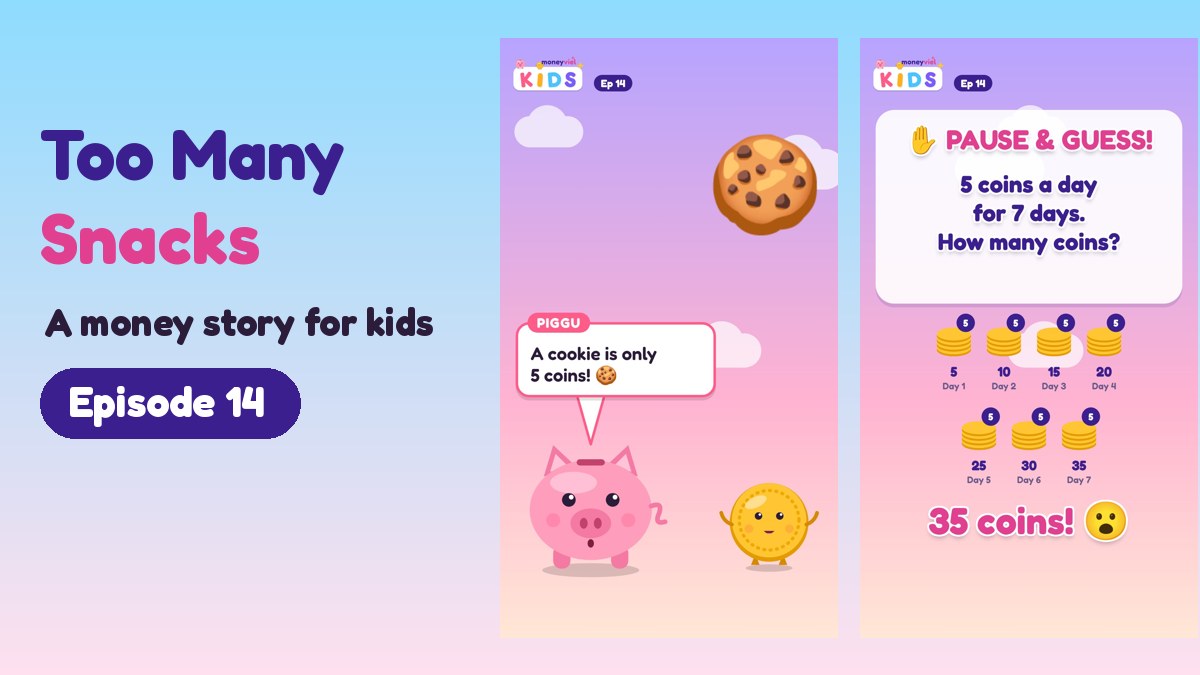 Too Many
Snacks
A money story for kids
Episode 14
moneyviet
KIDS
Ep 14
PIGGU
A cookie is only
5 coins! 🍪
moneyviet
KIDS
Ep 14
✋ PAUSE & GUESS!
5 coins a day
for 7 days.
How many coins?
5 5 5 5
5 10 15 20
Day 1 Day 2 Day 3 Day 4
5 5 5
25 30 35
Day 5 Day 6 Day 7
35 coins! 😮